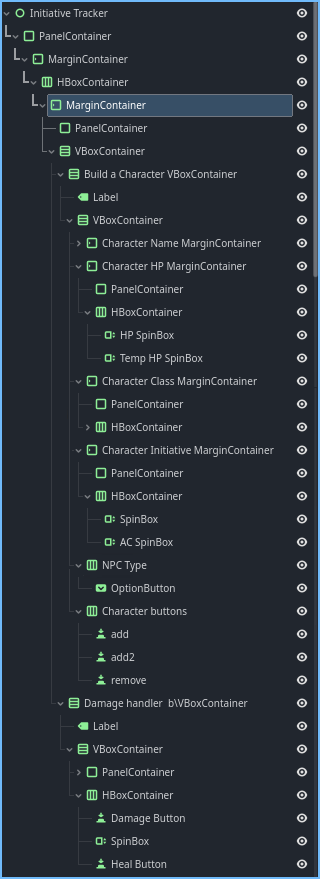 Initiative Tracker
PanelContainer
MarginContainer
HBoxContainer
MarginContainer
PanelContainer
VBoxContainer
Build a Character VBoxContainer
Label
VBoxContainer
Character Name MarginContainer
Character HP MarginContainer
PanelContainer
HBoxContainer
HP SpinBox
Temp HP SpinBox
Character Class MarginContainer
PanelContainer
HBoxContainer
Character Initiative MarginContainer
PanelContainer
HBoxContainer
SpinBox
AC SpinBox
NPC Type
OptionButton
Character buttons
add
add2
remove
Damage handler  b\VBoxContainer
Label
VBoxContainer
PanelContainer
HBoxContainer
Damage Button
SpinBox
Heal Button